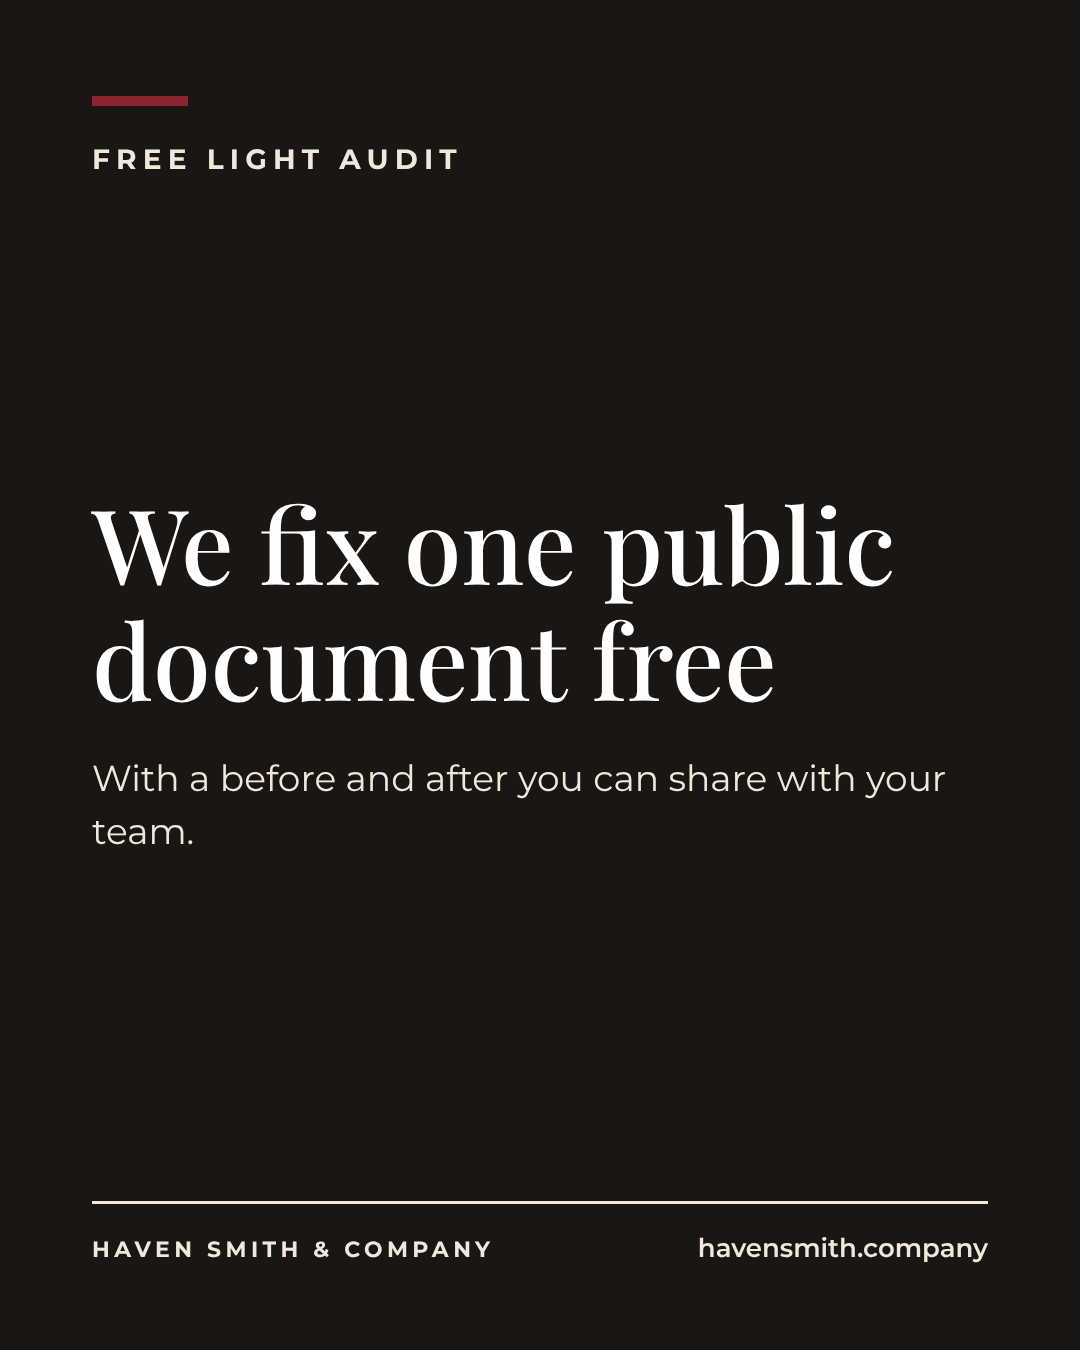 FREE LIGHT AUDIT
We fix one public
document free
With a before and after you can share with your
team.
HAVEN SMITH & COMPANY
havensmith.company